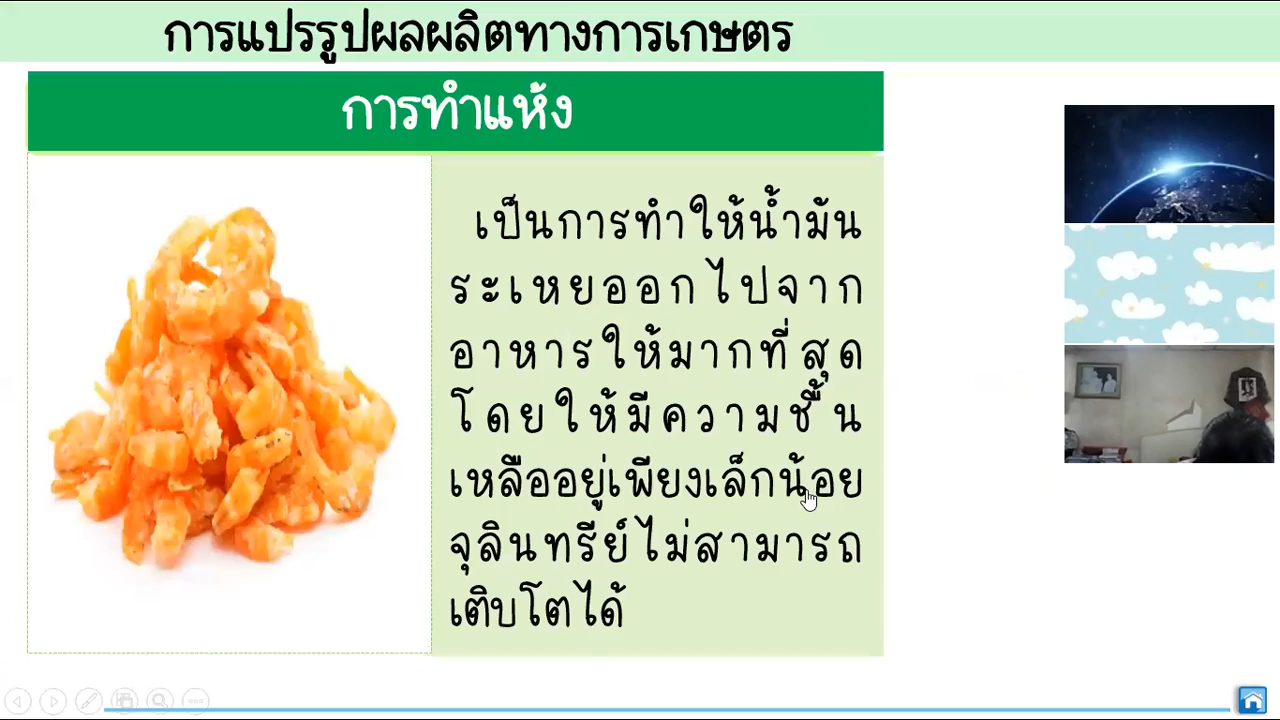 การแปรรูปผลผลิตทางการเกษตร
การทำแห้ง
เป็นการทำให้น้ำมัน
ระเหยออกไปจาก
อาหารให้มากที่สุด
โดยให้มีความชื้น
เหลืออยู่เพียงเล็กน้อย
จุลินทรีย์ไม่สามารถ
เติบโตได้